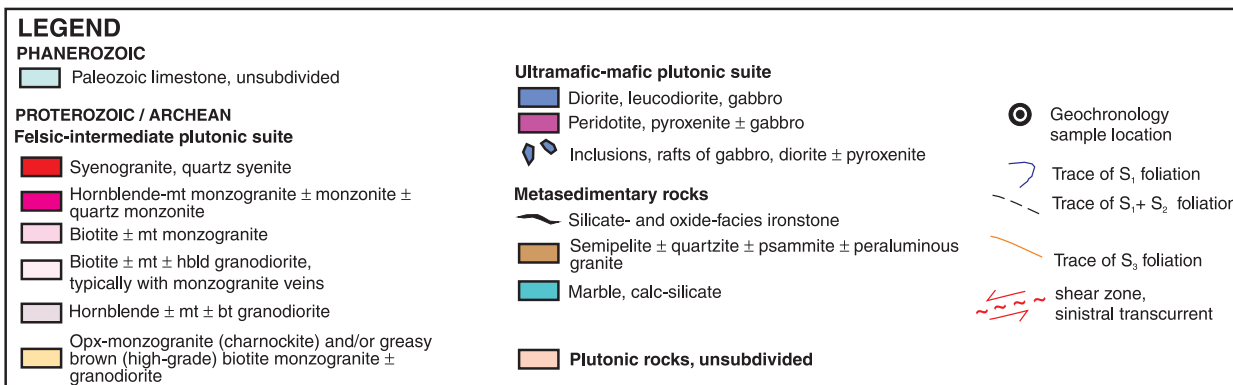 LEGEND
PHANEROZOIC
Paleozoic limestone, unsubdivided
PROTEROZOIC / ARCHEAN
Felsic-intermediate plutonic suite
Syenogranite, quartz syenite
Hornblende-mt monzogranite ± monzonite ±
quartz monzonite
Biotite ± mt monzogranite
Biotite ± mt ± hbld granodiorite,
typically with monzogranite veins
Hornblende ± mt ± bt granodiorite
Opx-monzogranite (charnockite) and/or greasy
brown (high-grade) biotite monzogranite ±
granodiorite
Ultramafic-mafic plutonic suite
Diorite, leucodiorite, gabbro
Peridotite, pyroxenite ± gabbro
Inclusions, rafts of gabbro, diorite ± pyroxenite
Metasedimentary rocks
Silicate- and oxide-facies ironstone
Semipelite ± quartzite ± psammite ± peraluminous
granite
Marble, calc-silicate
Plutonic rocks, unsubdivided
Geochronology
sample location
Trace of S₁ foliation
Trace of S₁+ S₂ foliation
Trace of S₃ foliation
shear zone,
sinistral transcurrent